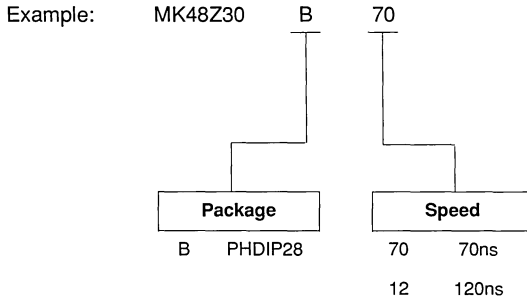 Example: MK48Z30 B 70
Package Speed
B PHDIP28 70 70ns
12 120ns